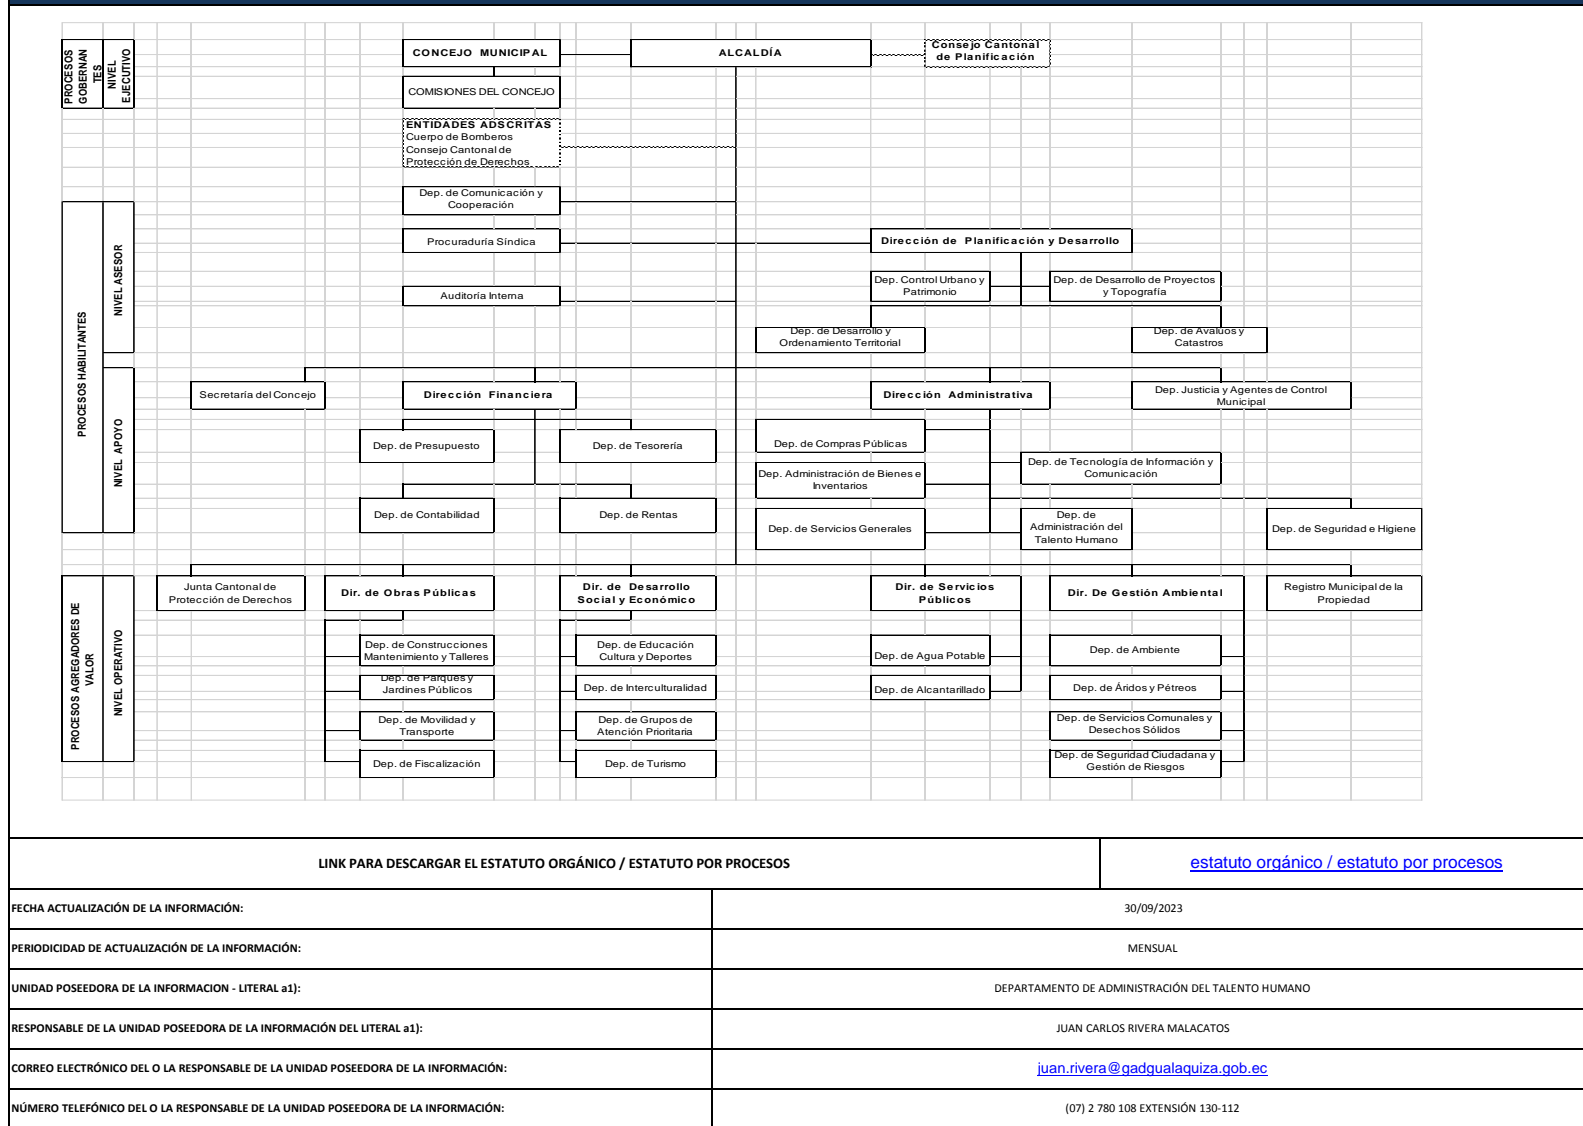 PROCESOS
GOBERNAN
TES
NIVEL
EJECUTIVO
CONCEJO MUNICIPAL
ALCALDÍA
Consejo Cantonal
de Planificación
COMISIONES DEL CONCEJO
ENTIDADES ADSCRITAS
Cuerpo de Bomberos
Consejo Cantonal de
Protección de Derechos
PROCESOS HABILITANTES
NIVEL ASESOR
Dep. de Comunicación y
Cooperación
Procuraduría Síndica
Dirección de Planificación y Desarrollo
Auditoría Interna
Dep. Control Urbano y
Patrimonio
Dep. de Desarrollo de Proyectos
y Topografía
Dep. de Desarrollo y
Ordenamiento Territorial
Dep. de Avalúos y
Catastros
NIVEL APOYO
Secretaría del Concejo
Dirección Financiera
Dirección Administrativa
Dep. Justicia y Agentes de Control
Municipal
Dep. de Presupuesto
Dep. de Tesorería
Dep. de Compras Públicas
Dep. de Tecnología de Información y
Comunicación
Dep. Administración de Bienes e
Inventarios
Dep. de Contabilidad
Dep. de Rentas
Dep. de Servicios Generales
Dep. de
Administración del
Talento Humano
Dep. de Seguridad e Higiene
PROCESOS AGREGADORES DE
VALOR
NIVEL OPERATIVO
Junta Cantonal de
Protección de Derechos
Dir. de Obras Públicas
Dir. de Desarrollo
Social y Económico
Dir. de Servicios
Públicos
Dir. De Gestión Ambiental
Registro Municipal de la
Propiedad
Dep. de Construcciones
Mantenimiento y Talleres
Dep. de Educación
Cultura y Deportes
Dep. de Agua Potable
Dep. de Ambiente
Dep. de Parques y
Jardines Públicos
Dep. de Interculturalidad
Dep. de Alcantarillado
Dep. de Áridos y Pétreos
Dep. de Movilidad y
Transporte
Dep. de Grupos de
Atención Prioritaria
Dep. de Servicios Comunales y
Desechos Sólidos
Dep. de Fiscalización
Dep. de Turismo
Dep. de Seguridad Ciudadana y
Gestión de Riesgos
LINK PARA DESCARGAR EL ESTATUTO ORGÁNICO / ESTATUTO POR PROCESOS
estatuto orgánico / estatuto por procesos
FECHA ACTUALIZACIÓN DE LA INFORMACIÓN:
30/09/2023
PERIODICIDAD DE ACTUALIZACIÓN DE LA INFORMACIÓN:
MENSUAL
UNIDAD POSEEDORA DE LA INFORMACION - LITERAL a1):
DEPARTAMENTO DE ADMINISTRACIÓN DEL TALENTO HUMANO
RESPONSABLE DE LA UNIDAD POSEEDORA DE LA INFORMACIÓN DEL LITERAL a1):
JUAN CARLOS RIVERA MALACATOS
CORREO ELECTRÓNICO DEL O LA RESPONSABLE DE LA UNIDAD POSEEDORA DE LA INFORMACIÓN:
juan.rivera@gadgualaquiza.gob.ec
NÚMERO TELEFÓNICO DEL O LA RESPONSABLE DE LA UNIDAD POSEEDORA DE LA INFORMACIÓN:
(07) 2 780 108 EXTENSIÓN 130-112